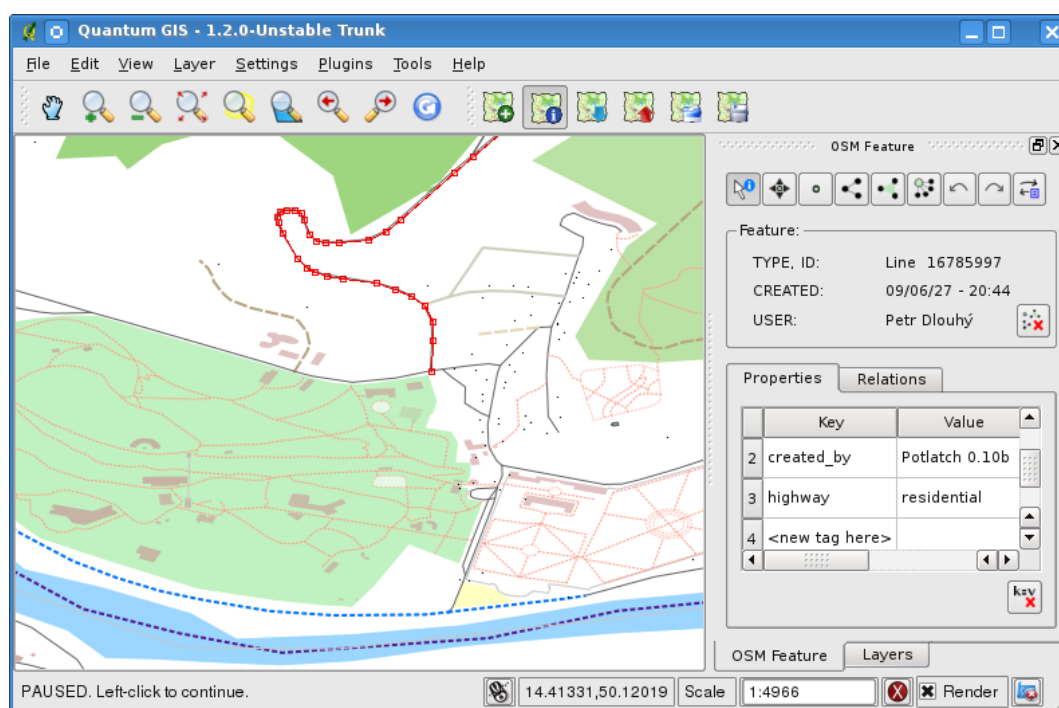 Quantum GIS - 1.2.0-Unstable Trunk
File Edit View Layer Settings Plugins Tools Help
OSM Feature
Feature:
TYPE, ID: Line 16785997
CREATED: 09/06/27 - 20:44
USER: Petr Dlouhý
Properties Relations
Key Value
2 created_by Potlatch 0.10b
3 highway residential
4 <new tag here>
k=v
OSM Feature Layers
PAUSED. Left-click to continue. 14.41331,50.12019 Scale 1:4966 Render